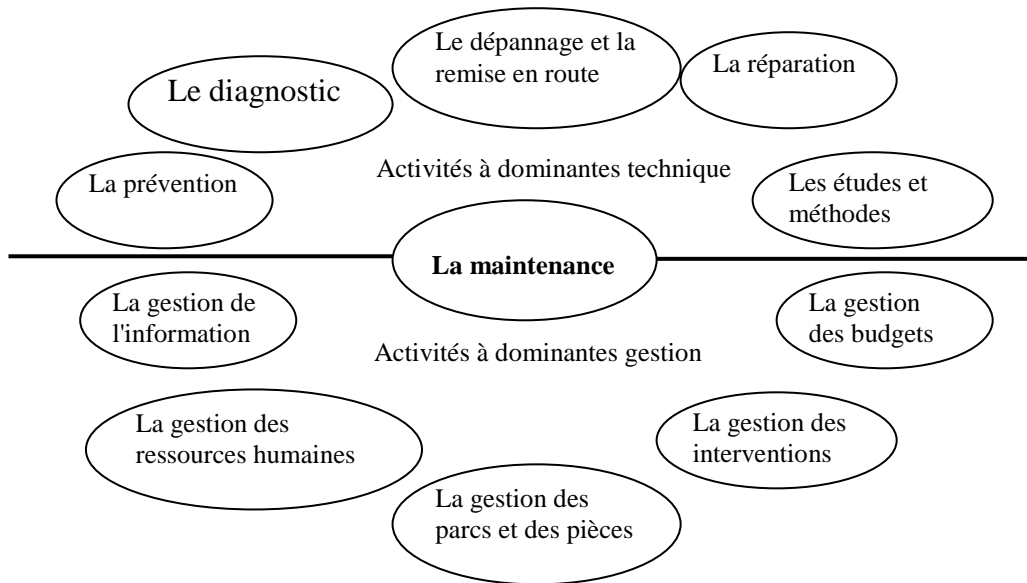 Le dépannage et la
remise en route
La réparation
Le diagnostic
Activités à dominantes technique
La prévention
Les études et
méthodes
La maintenance
La gestion de
l'information
La gestion
des budgets
Activités à dominantes gestion
La gestion des
ressources humaines
La gestion des
interventions
La gestion des
parcs et des pièces